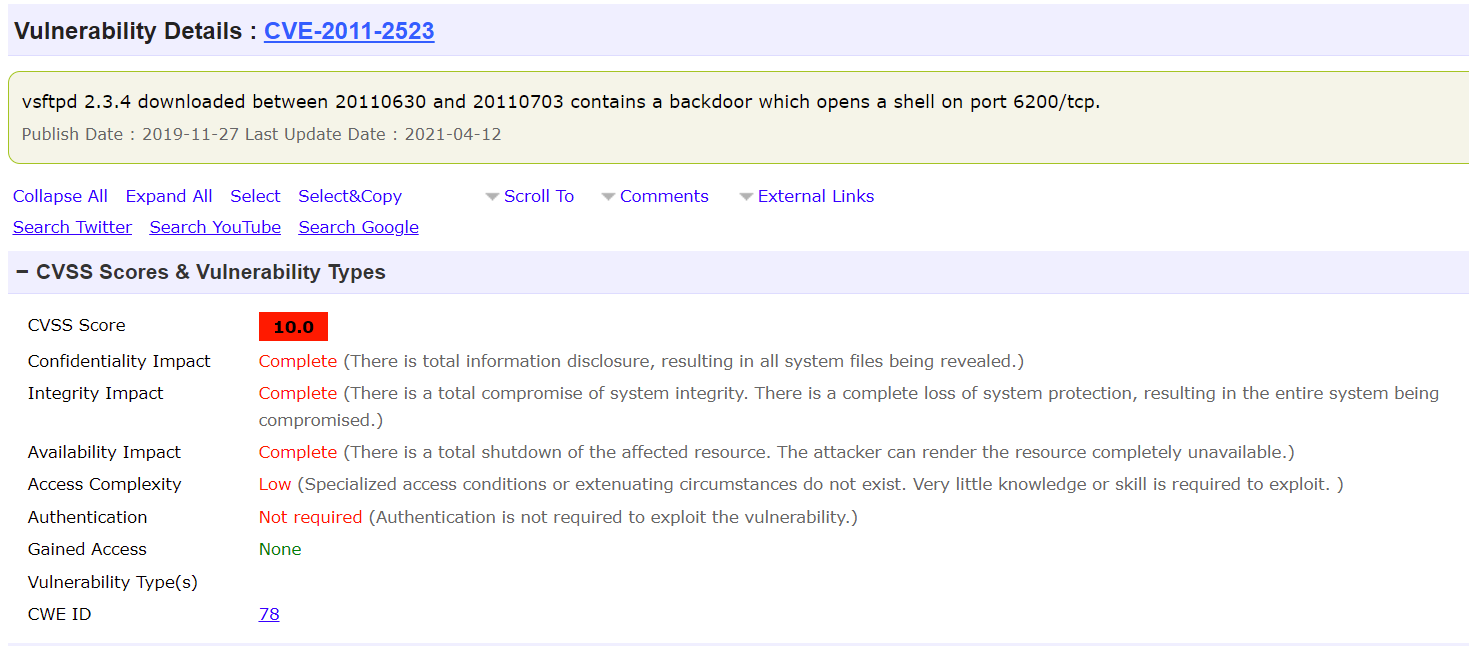 Vulnerability Details : CVE-2011-2523
vsftpd 2.3.4 downloaded between 20110630 and 20110703 contains a backdoor which opens a shell on port 6200/tcp.
Publish Date : 2019-11-27 Last Update Date : 2021-04-12
Collapse All Expand All Select Select&Copy Scroll To Comments External Links
Search Twitter Search YouTube Search Google
− CVSS Scores & Vulnerability Types
CVSS Score 10.0
Confidentiality Impact Complete (There is total information disclosure, resulting in all system files being revealed.)
Integrity Impact Complete (There is a total compromise of system integrity. There is a complete loss of system protection, resulting in the entire system being
compromised.)
Availability Impact Complete (There is a total shutdown of the affected resource. The attacker can render the resource completely unavailable.)
Access Complexity Low (Specialized access conditions or extenuating circumstances do not exist. Very little knowledge or skill is required to exploit. )
Authentication Not required (Authentication is not required to exploit the vulnerability.)
Gained Access None
Vulnerability Type(s)
CWE ID 78